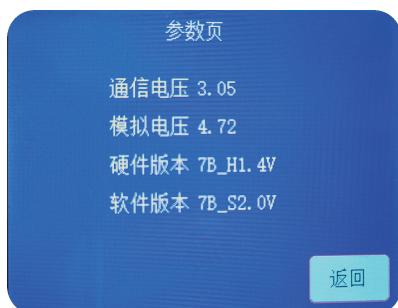 参数页
通信电压 3.05
模拟电压 4.72
硬件版本 7B_H1.4V
软件版本 7B_S2.0V
返回